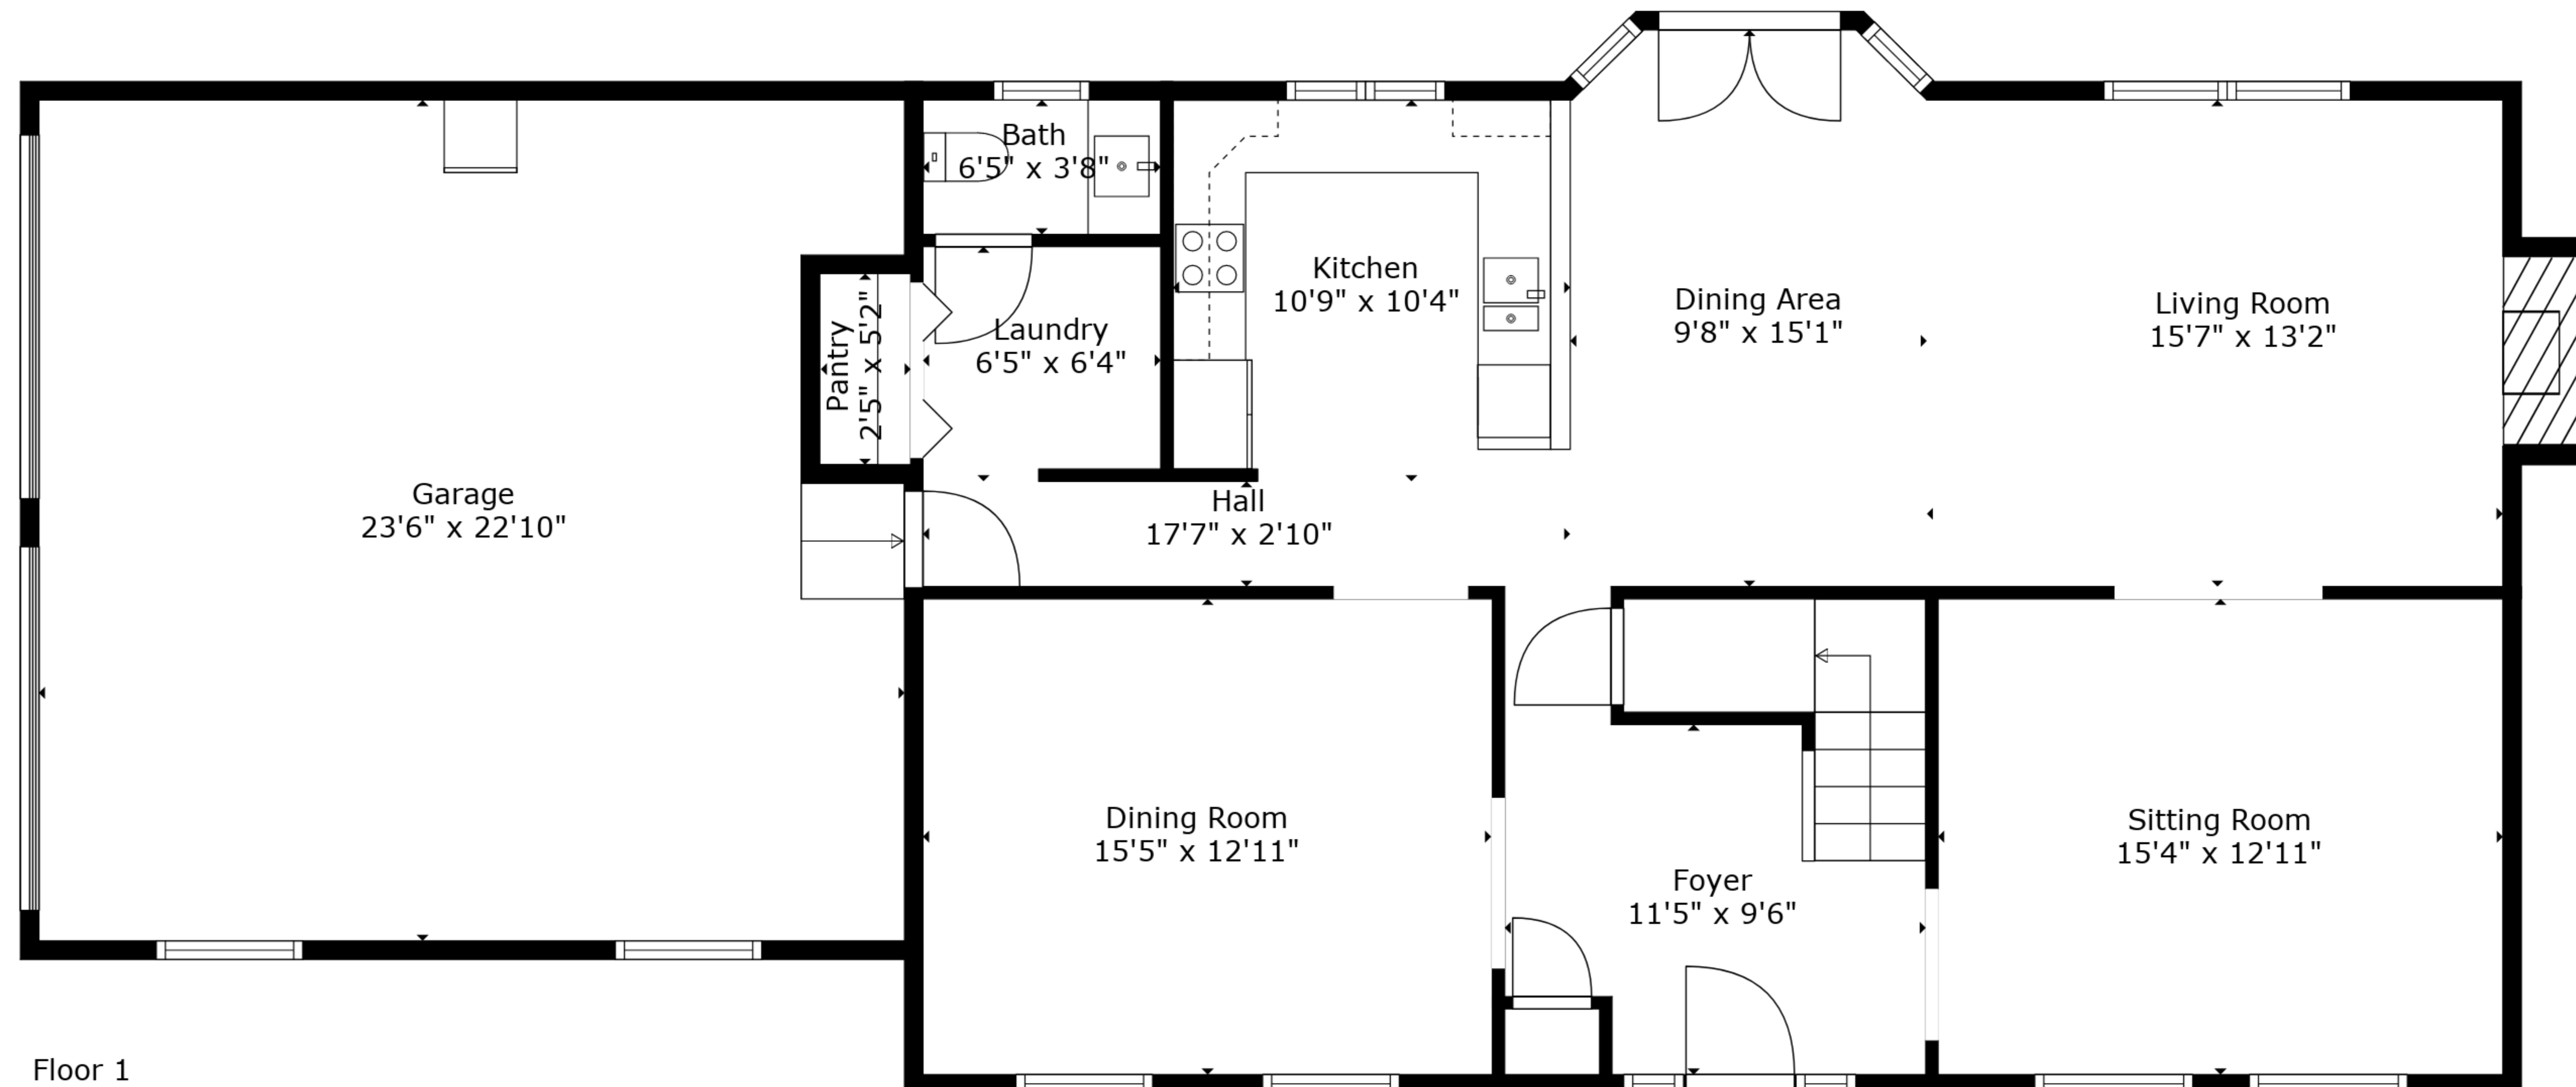 Bath
6'5" x 3'8"
Kitchen
10'9" x 10'4"
Dining Area
9'8" x 15'1"
Living Room
15'7" x 13'2"
Pantry
2'5" x 5'2"
Laundry
6'5" x 6'4"
Garage
23'6" x 22'10"
Hall
17'7" x 2'10"
Dining Room
15'5" x 12'11"
Foyer
11'5" x 9'6"
Sitting Room
15'4" x 12'11"
Floor 1